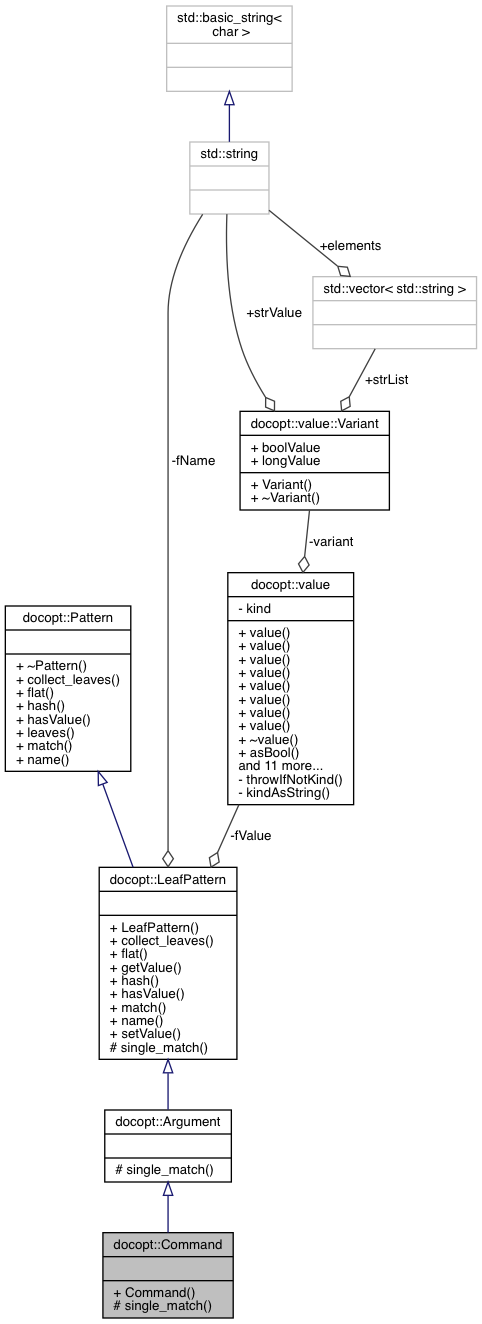 std::basic_string<
char >
std::string
+elements
std::vector< std::string >
+strValue
+strList
docopt::value::Variant
+ boolValue
+ longValue
+ Variant()
+ ~Variant()
-fName
-variant
docopt::value
- kind
+ value()
+ value()
+ value()
+ value()
+ value()
+ value()
+ value()
+ value()
+ ~value()
+ asBool()
and 11 more...
- throwIfNotKind()
- kindAsString()
docopt::Pattern
+ ~Pattern()
+ collect_leaves()
+ flat()
+ hash()
+ hasValue()
+ leaves()
+ match()
+ name()
-fValue
docopt::LeafPattern
+ LeafPattern()
+ collect_leaves()
+ flat()
+ getValue()
+ hash()
+ hasValue()
+ match()
+ name()
+ setValue()
# single_match()
docopt::Argument
# single_match()
docopt::Command
+ Command()
# single_match()